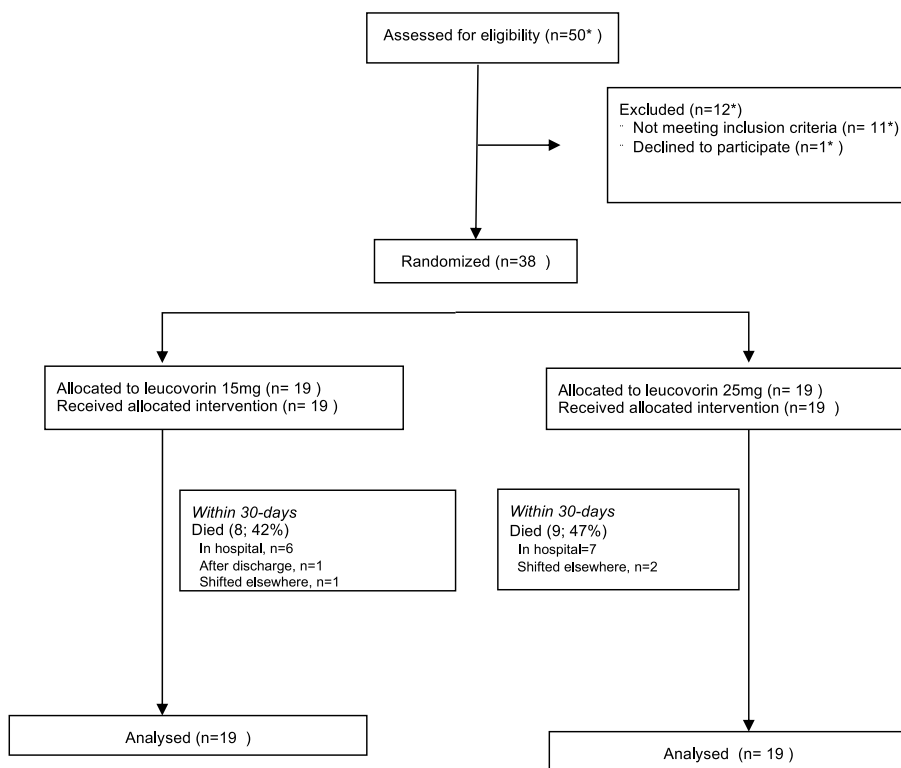 Assessed for eligibility (n=50* )
Excluded (n=12*)
¨ Not meeting inclusion criteria (n= 11*)
¨ Declined to participate (n=1* )
Randomized (n=38 )
Allocated to leucovorin 15mg (n= 19 )
Received allocated intervention (n= 19 )
Allocated to leucovorin 25mg (n= 19 )
Received allocated intervention (n=19 )
Within 30-days
Died (8; 42%)
In hospital, n=6
After discharge, n=1
Shifted elsewhere, n=1
Within 30-days
Died (9; 47%)
In hospital=7
Shifted elsewhere, n=2
Analysed (n=19 )
Analysed (n= 19 )